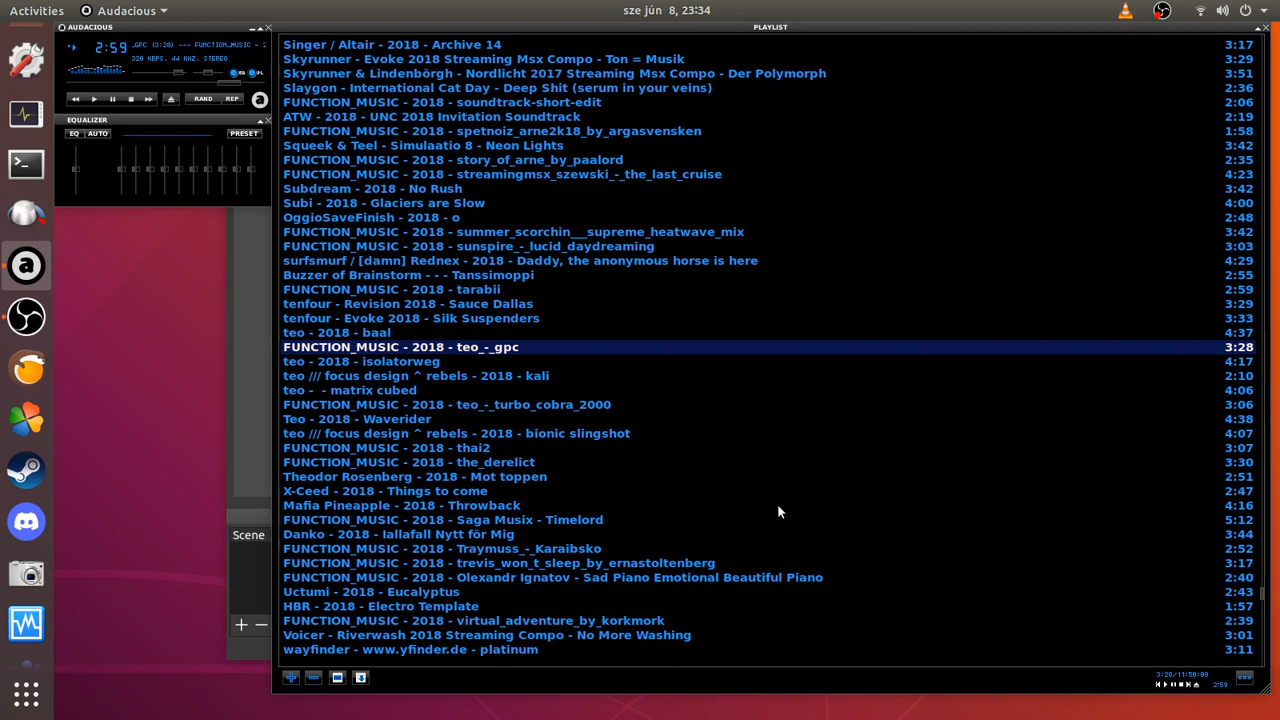 Activities
Audacious
sze jún 8, 23:34
AUDACIOUS
2:59
_GPC (3:28) --- FUNCTION_MUSIC - 2
320 KBPS, 44 KHZ, STEREO
RAND REP
EQUALIZER
EQ AUTO PRESET
PLAYLIST
Singer / Altair - 2018 - Archive 14 3:17
Skyrunner - Evoke 2018 Streaming Msx Compo - Ton = Musik 3:29
Skyrunner & Lindenbörgh - Nordlicht 2017 Streaming Msx Compo - Der Polymorph 3:51
Slaygon - International Cat Day - Deep Shit (serum in your veins) 2:36
FUNCTION_MUSIC - 2018 - soundtrack-short-edit 2:06
ATW - 2018 - UNC 2018 Invitation Soundtrack 2:19
FUNCTION_MUSIC - 2018 - spetnoiz_arne2k18_by_argasvensken 1:58
Squeek & Teel - Simulaatio 8 - Neon Lights 3:42
FUNCTION_MUSIC - 2018 - story_of_arne_by_paalord 2:35
FUNCTION_MUSIC - 2018 - streamingmsx_szewski_-_the_last_cruise 4:23
Subdream - 2018 - No Rush 3:42
Subi - 2018 - Glaciers are Slow 4:00
OggioSaveFinish - 2018 - o 2:48
FUNCTION_MUSIC - 2018 - summer_scorchin___supreme_heatwave_mix 3:42
FUNCTION_MUSIC - 2018 - sunspire_-_lucid_daydreaming 3:03
surfsmurf / [damn] Rednex - 2018 - Daddy, the anonymous horse is here 4:29
Buzzer of Brainstorm - - - Tanssimoppi 2:55
FUNCTION_MUSIC - 2018 - tarabii 2:59
tenfour - Revision 2018 - Sauce Dallas 3:29
tenfour - Evoke 2018 - Silk Suspenders 3:33
teo - 2018 - baal 4:37
FUNCTION_MUSIC - 2018 - teo_-_gpc 3:28
teo - 2018 - isolatorweg 4:17
teo /// focus design ^ rebels - 2018 - kali 2:10
teo -  - matrix cubed 4:06
FUNCTION_MUSIC - 2018 - teo_-_turbo_cobra_2000 3:06
Teo - 2018 - Waverider 4:38
teo /// focus design ^ rebels - 2018 - bionic slingshot 4:07
FUNCTION_MUSIC - 2018 - thai2 3:07
FUNCTION_MUSIC - 2018 - the_derelict 3:30
Theodor Rosenberg - 2018 - Mot toppen 2:51
X-Ceed - 2018 - Things to come 2:47
Mafia Pineapple - 2018 - Throwback 4:16
FUNCTION_MUSIC - 2018 - Saga Musix - Timelord 5:12
Danko - 2018 - Iallafall Nytt för Mig 3:44
FUNCTION_MUSIC - 2018 - Traymuss_-_Karaibsko 2:52
FUNCTION_MUSIC - 2018 - trevis_won_t_sleep_by_ernastoltenberg 3:17
FUNCTION_MUSIC - 2018 - Olexandr Ignatov - Sad Piano Emotional Beautiful Piano 2:40
Uctumi - 2018 - Eucalyptus 2:43
HBR - 2018 - Electro Template 1:57
FUNCTION_MUSIC - 2018 - virtual_adventure_by_korkmork 2:39
Voicer - Riverwash 2018 Streaming Compo - No More Washing 3:01
wayfinder - www.yfinder.de - platinum 3:11
Scene
2:59